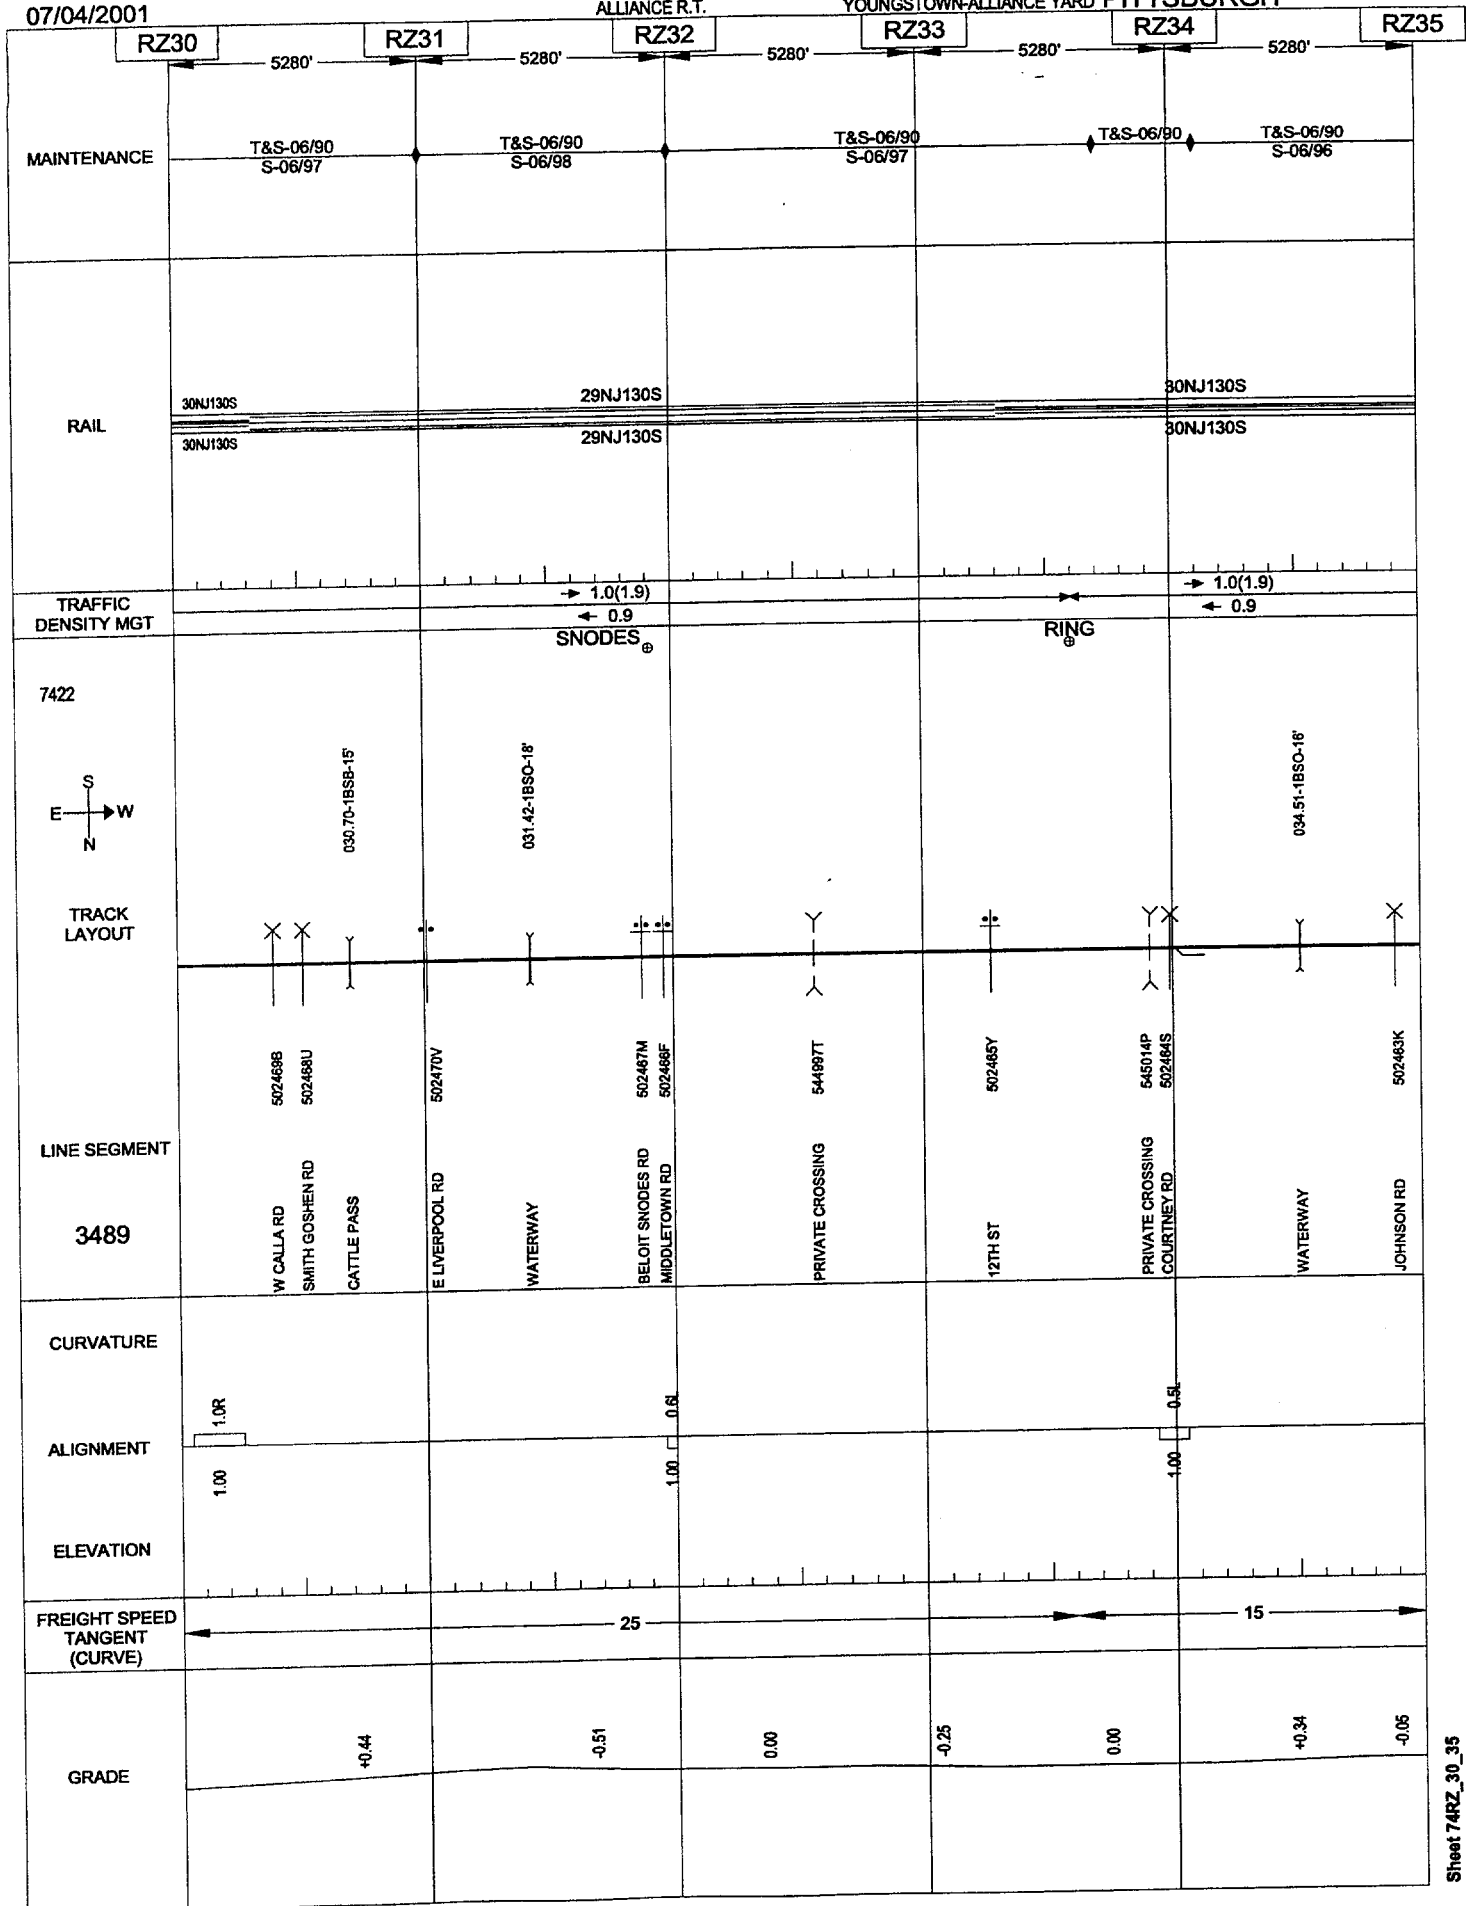 07/04/2001 ALLIANCE R.T. YOUNGSTOWN-ALLIANCE YARD PITTSBURGH
RZ30 RZ31 RZ32 RZ33 RZ34 RZ35
5280' 5280' 5280' 5280' 5280'
MAINTENANCE
T&S-06/90 T&S-06/90 T&S-06/90 T&S-06/90 T&S-06/90
S-06/97 S-06/98 S-06/97 S-06/96
RAIL
30NJ130S 29NJ130S 30NJ130S
30NJ130S 29NJ130S 30NJ130S
TRAFFIC
DENSITY MGT
1.0(1.9) 1.0(1.9)
0.9 0.9
SNODES RING
7422
S
E W
N
030.70-1BSB-15'
031.42-1BSO-18'
034.51-1BSO-16'
TRACK
LAYOUT
502469B
502468U
502470V
502467M
502466F
544997T
502465Y
545014P
502464S
502463K
LINE SEGMENT
3489
W CALLA RD
SMITH GOSHEN RD
CATTLE PASS
E LIVERPOOL RD
WATERWAY
BELOIT SNODES RD
MIDDLETOWN RD
PRIVATE CROSSING
12TH ST
PRIVATE CROSSING
COURTNEY RD
WATERWAY
JOHNSON RD
CURVATURE
1.0R 0.6L 0.5L
ALIGNMENT
1.00 1.00 1.00
ELEVATION
FREIGHT SPEED
TANGENT
(CURVE)
25 15
GRADE
+0.44 -0.51 0.00 -0.25 0.00 +0.34 -0.05
Sheet 74RZ_30_35